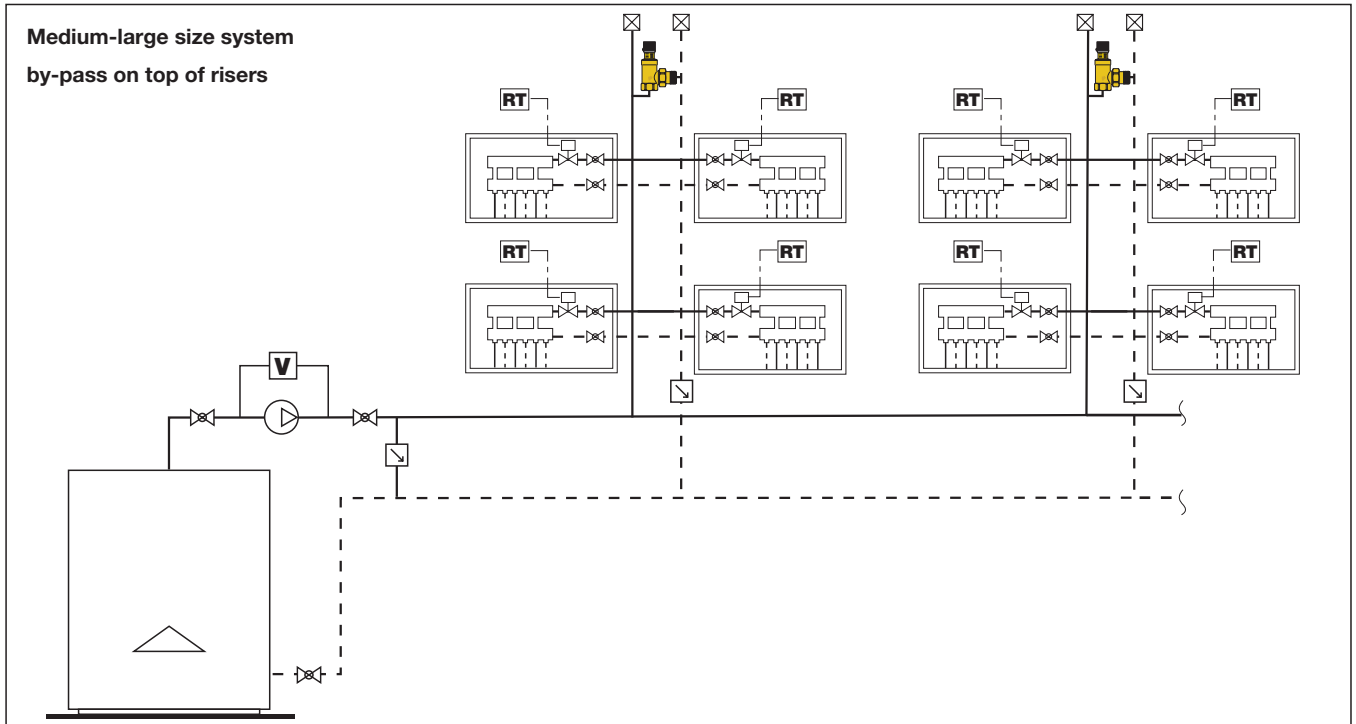 Medium-large size system
by-pass on top of risers
RT RT RT RT
RT RT RT RT
V